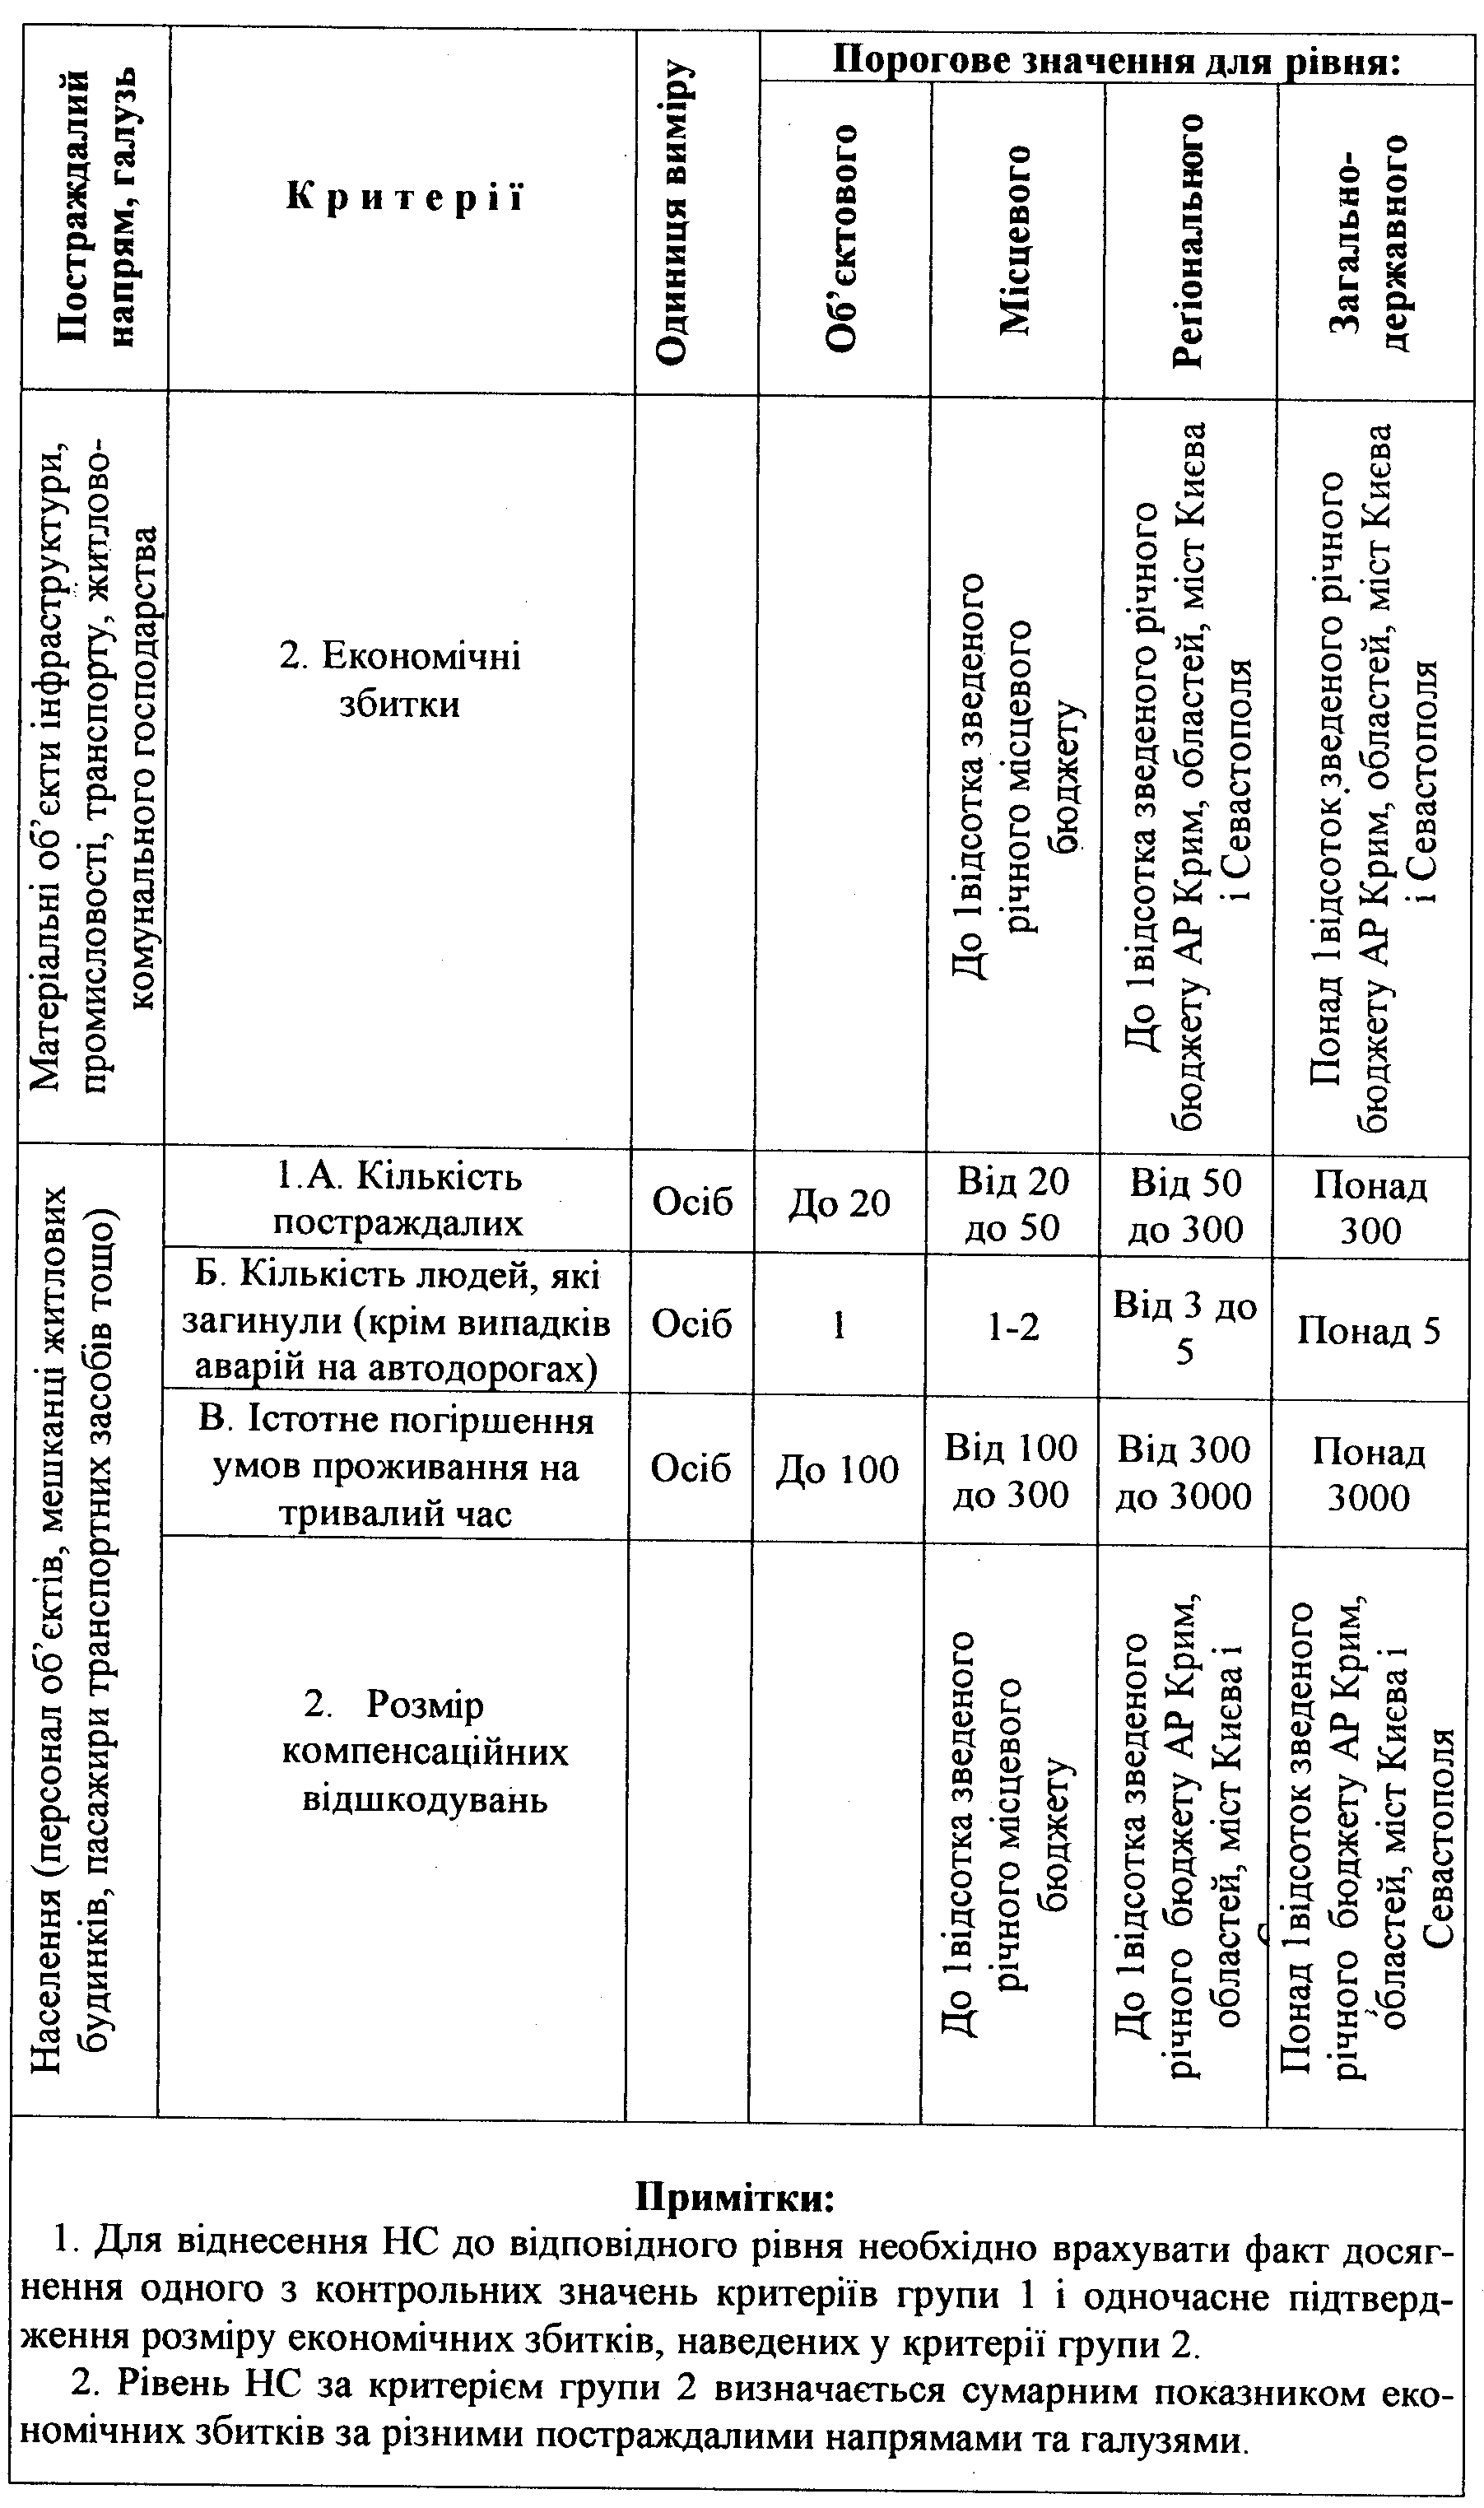 Постраждалий
напрям, галузь
К р и т е р і ї
Одиниця виміру
Порогове значення для рівня:
Об’єктового
Місцевого
Регіонального
Загально-
державного
Матеріальні об’єкти інфраструктури,
промисловості, транспорту, житлово-
комунального господарства
2. Економічні
збитки
До 1відсотка зведеного
річного місцевого
бюджету
До 1відсотка зведеного річного
бюджету АР Крим, областей, міст Києва
і Севастополя
Понад 1відсоток зведеного річного
бюджету АР Крим, областей, міст Києва
і Севастополя
Населення (персонал об’єктів, мешканці житлових
будинків, пасажири транспортних засобів тощо)
1.А. Кількість
постраждалих
Осіб
До 20
Від 20
до 50
Від 50
до 300
Понад
300
Б. Кількість людей, які
загинули (крім випадків
аварій на автодорогах)
Осіб
1
1-2
Від 3 до
5
Понад 5
В. Істотне погіршення
умов проживання на
тривалий час
Осіб
До 100
Від 100
до 300
Від 300
до 3000
Понад
3000
2. Розмір
компенсаційних
відшкодувань
До 1відсотка зведеного
річного місцевого
бюджету
До 1відсотка зведеного
річного бюджету АР Крим,
областей, міст Києва і
Понад 1відсоток зведеного
річного бюджету АР Крим,
областей, міст Києва і
Севастополя
Примітки:
1. Для віднесення НС до відповідного рівня необхідно врахувати факт досяг-
нення одного з контрольних значень критеріїв групи 1 і одночасне підтверд-
ження розміру економічних збитків, наведених у критерії групи 2.
2. Рівень НС за критерієм групи 2 визначається сумарним показником еко-
номічних збитків за різними постраждалими напрямами та галузями.